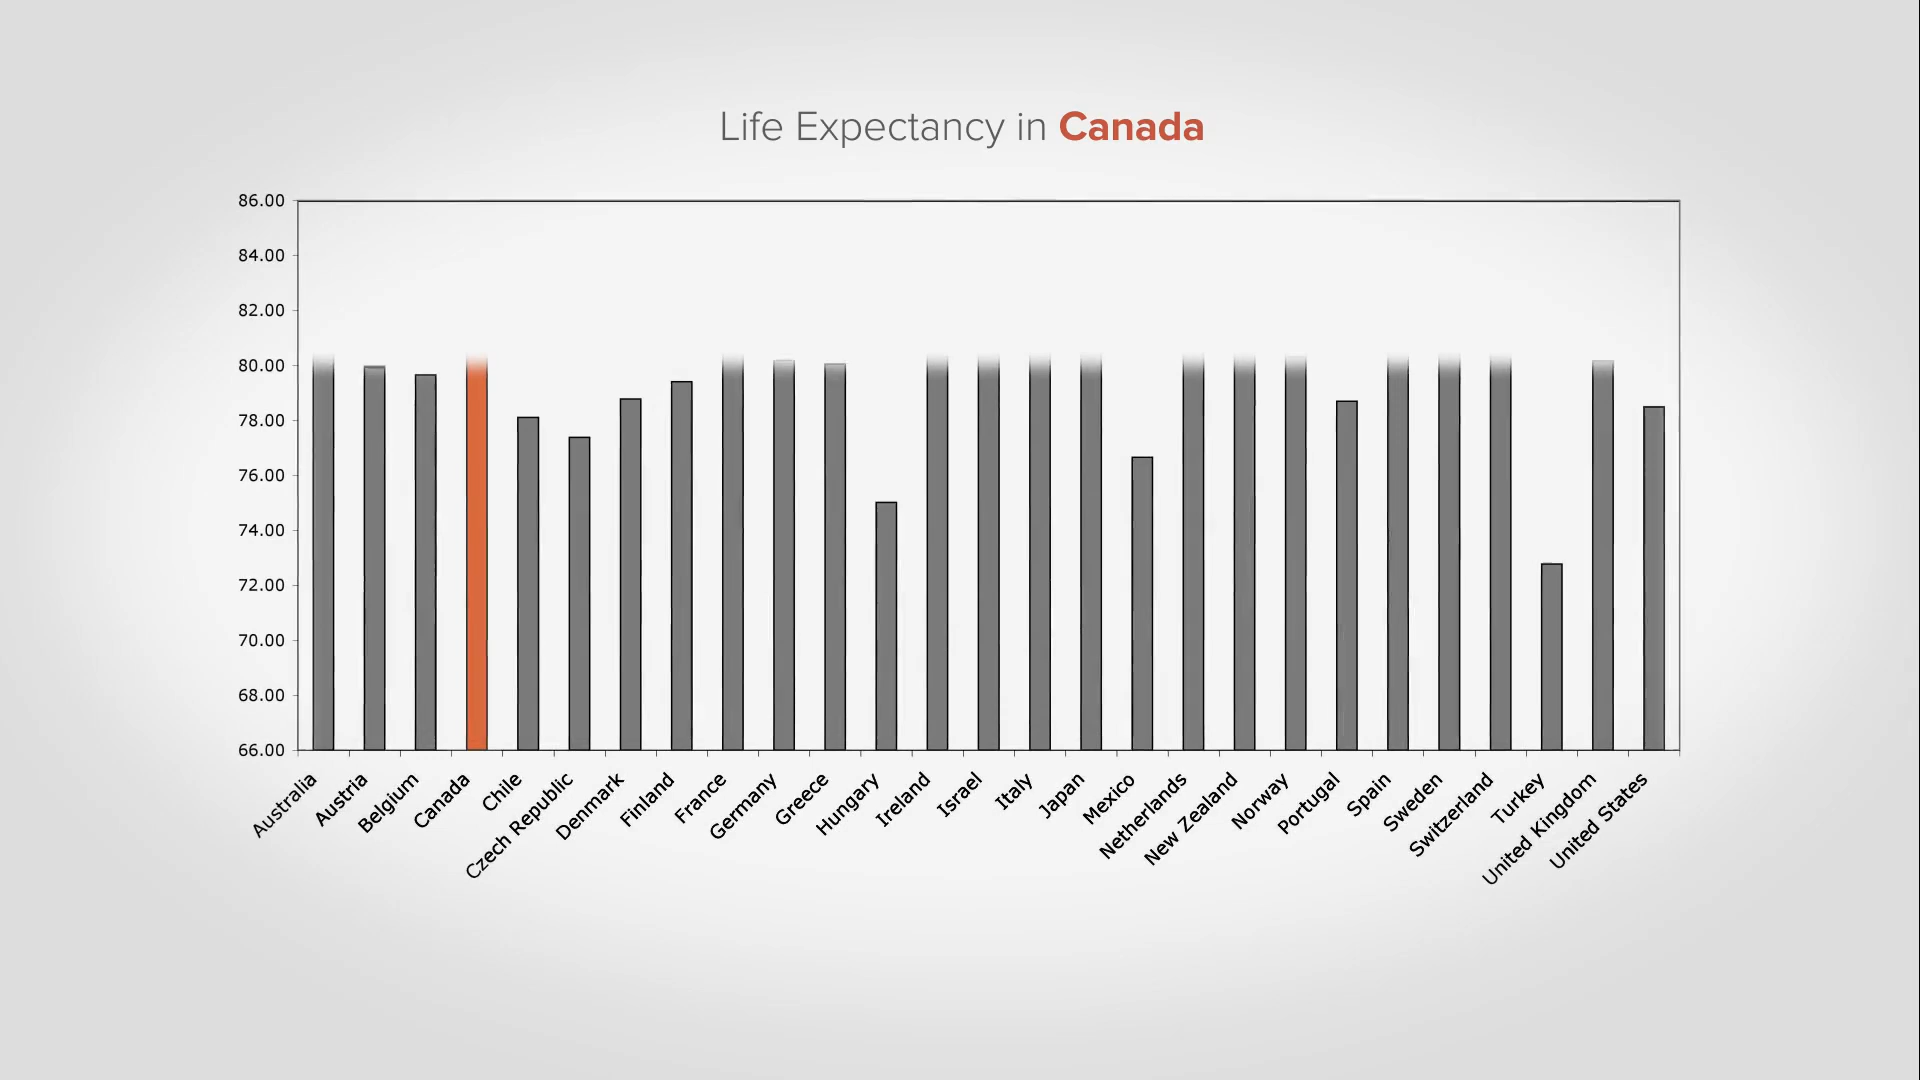 Life Expectancy in Canada
86.00
84.00
82.00
80.00
78.00
76.00
74.00
72.00
70.00
68.00
66.00
Australia
Austria
Belgium
Canada
Chile
Czech Republic
Denmark
Finland
France
Germany
Greece
Hungary
Ireland
Israel
Italy
Japan
Mexico
Netherlands
New Zealand
Norway
Portugal
Spain
Sweden
Switzerland
Turkey
United Kingdom
United States